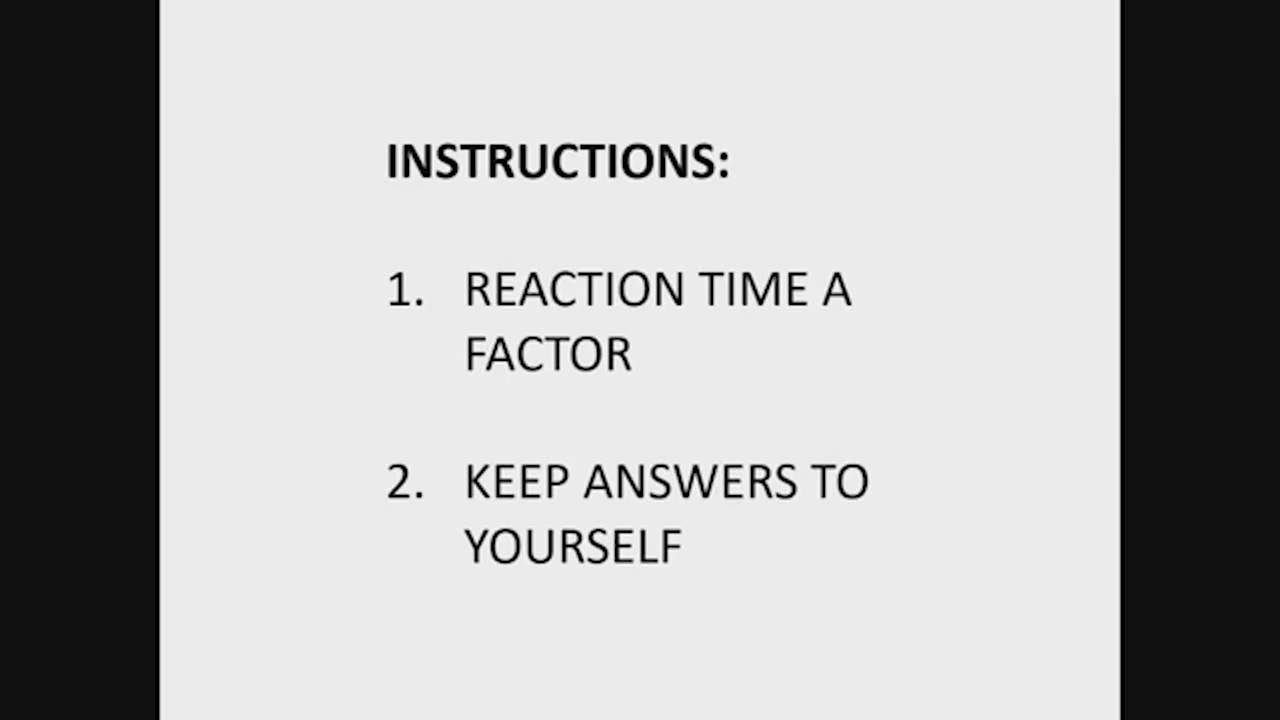 INSTRUCTIONS:
1. REACTION TIME A
FACTOR
2. KEEP ANSWERS TO
YOURSELF